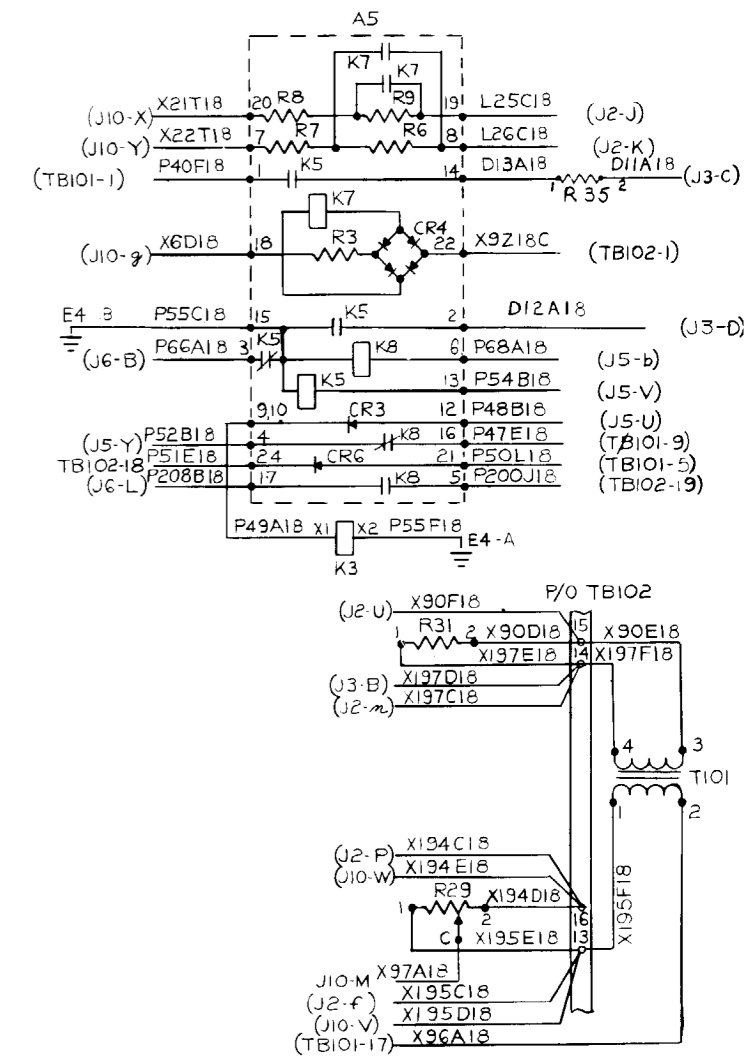 A5
K7
K7
(J10-X) X21T18 20 R8 R9 19 L25C18 (J2-J)
(J10-Y) X22T18 7 R7 R6 8 L26C18 (J2-K)
(TB101-1) P40F18 1 K5 14 D13A18 1 R35 2 D11A18 (J3-C)
K7
(J10-g) X6D18 18 R3 CR4 22 X9Z18C (TB102-1)
E4 B P55C18 15 K5 2 D12A18 (J3-D)
(J6-B) P66A18 3 K5 K8 6 P68A18 (J5-b)
K5 13 P54B18 (J5-V)
9,10 CR3 12 P48B18 (J5-U)
(J5-Y) P52B18 4 K8 16 P47E18 (TB101-9)
TB102-18 P51E18 24 CR6 21 P50L18 (TB101-5)
(J6-L) P208B18 17 K8 5 P200J18 (TB102-19)
P49A18 X1 X2 P55F18 E4-A
K3
P/O TB102
(J2-U) X90F18 15
1 R31 2 X90D18 X90E18
X197E18 14 X197F18
(J3-B) X197D18
(J2-n) X197C18
4 3
T101
1 2
(J2-P) X194C18
(J10-W) X194E18
1 R29 2 X194D18 16
C X195E18 13 X195F18
J10-M X97A18
(J2-f) X195C18
(J10-V) X195D18
(TB101-17) X96A18